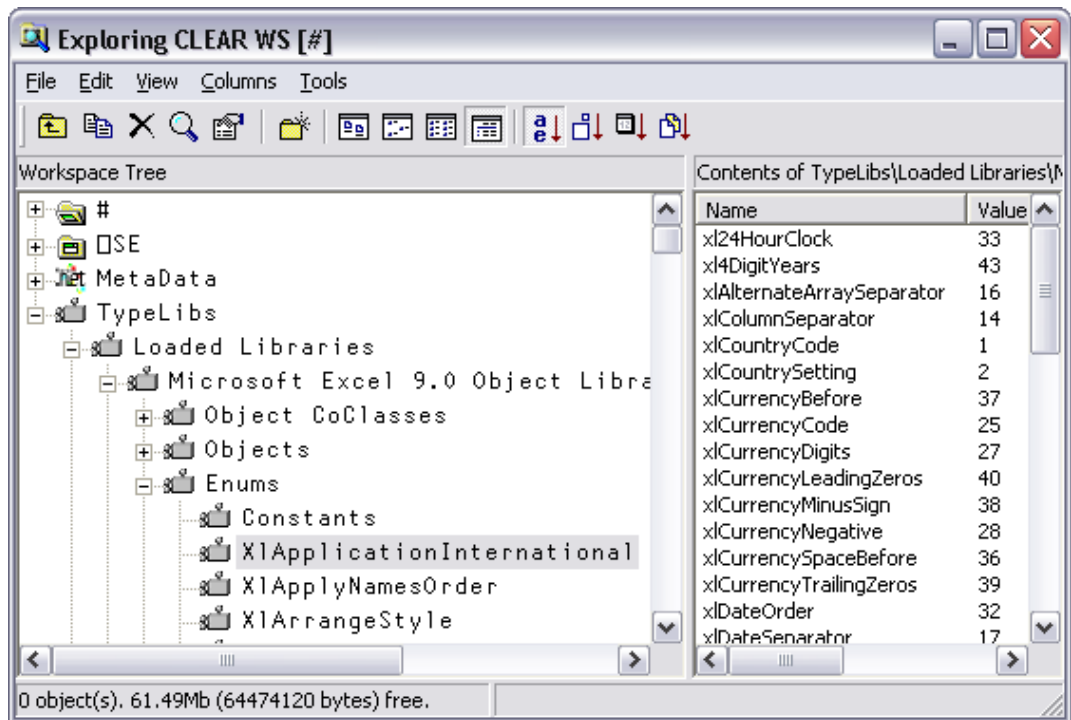 Exploring CLEAR WS [#]
File Edit View Columns Tools
Workspace Tree
Contents of TypeLibs\Loaded Libraries\M
#
⎕SE
MetaData
TypeLibs
Loaded Libraries
Microsoft Excel 9.0 Object Libra
Object CoClasses
Objects
Enums
Constants
XlApplicationInternational
XlApplyNamesOrder
XlArrangeStyle
Name Value
xl24HourClock 33
xl4DigitYears 43
xlAlternateArraySeparator 16
xlColumnSeparator 14
xlCountryCode 1
xlCountrySetting 2
xlCurrencyBefore 37
xlCurrencyCode 25
xlCurrencyDigits 27
xlCurrencyLeadingZeros 40
xlCurrencyMinusSign 38
xlCurrencyNegative 28
xlCurrencySpaceBefore 36
xlCurrencyTrailingZeros 39
xlDateOrder 32
xlDateSeparator 17
0 object(s). 61.49Mb (64474120 bytes) free.